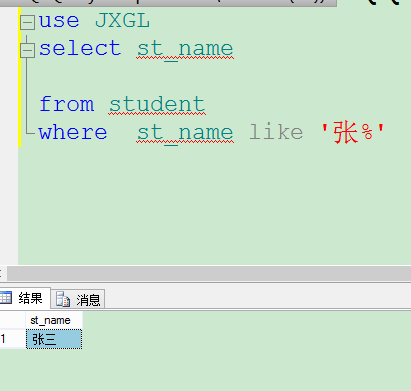 use JXGL
select st_name
from student
where st_name like '张%'
结果 消息
st_name
1 张三